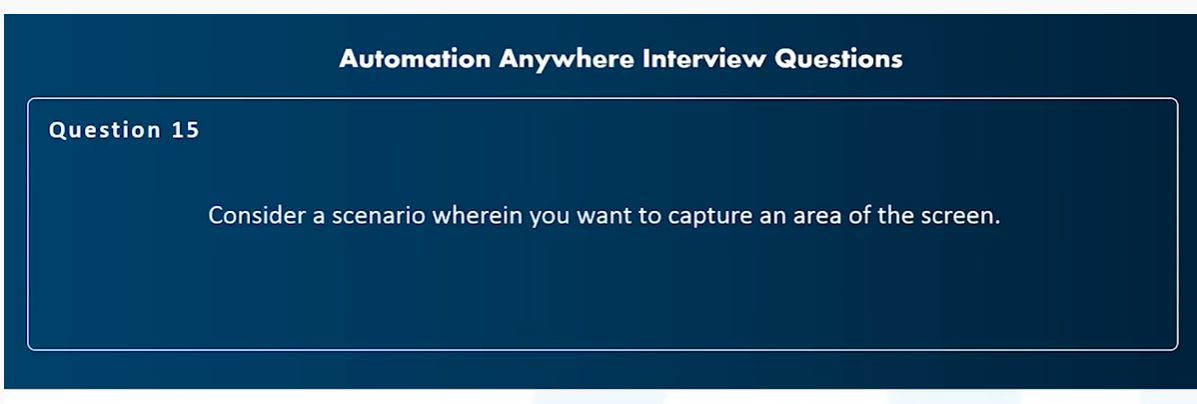 Automation Anywhere Interview Questions
Question 15
Consider a scenario wherein you want to capture an area of the screen.